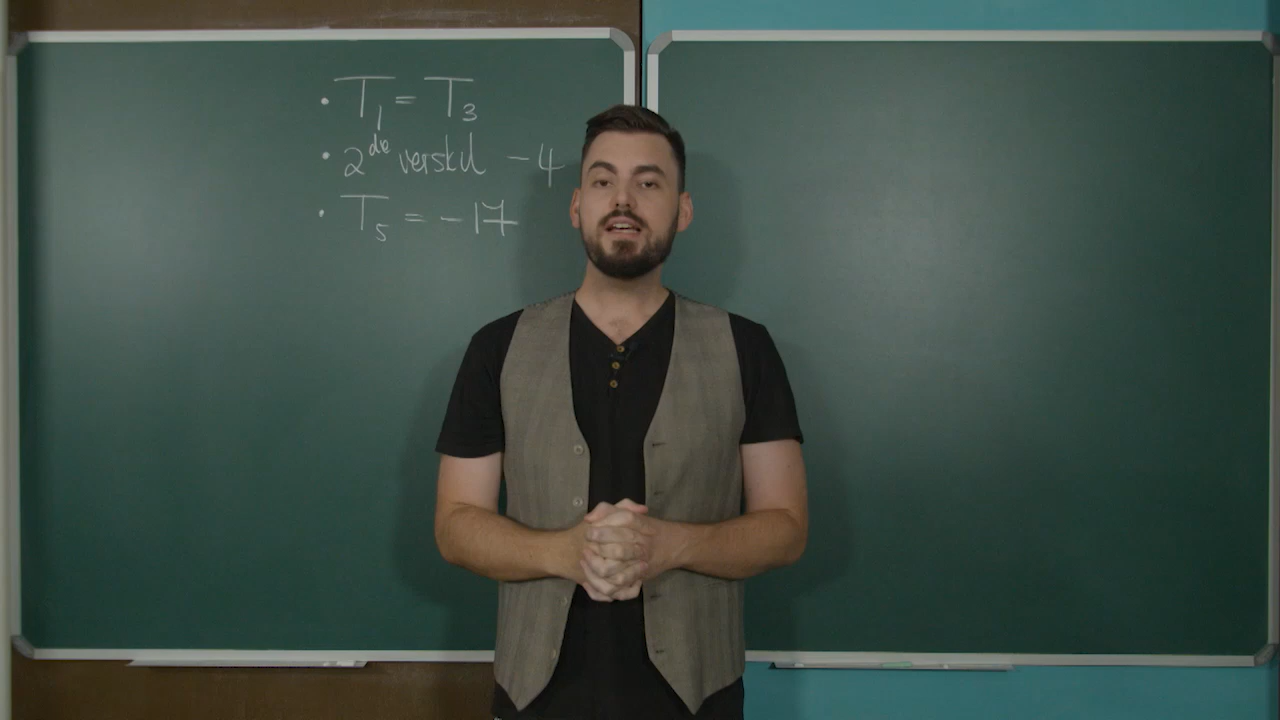 • T₁ = T₃
• 2de verskil -4
• T₅ = -17